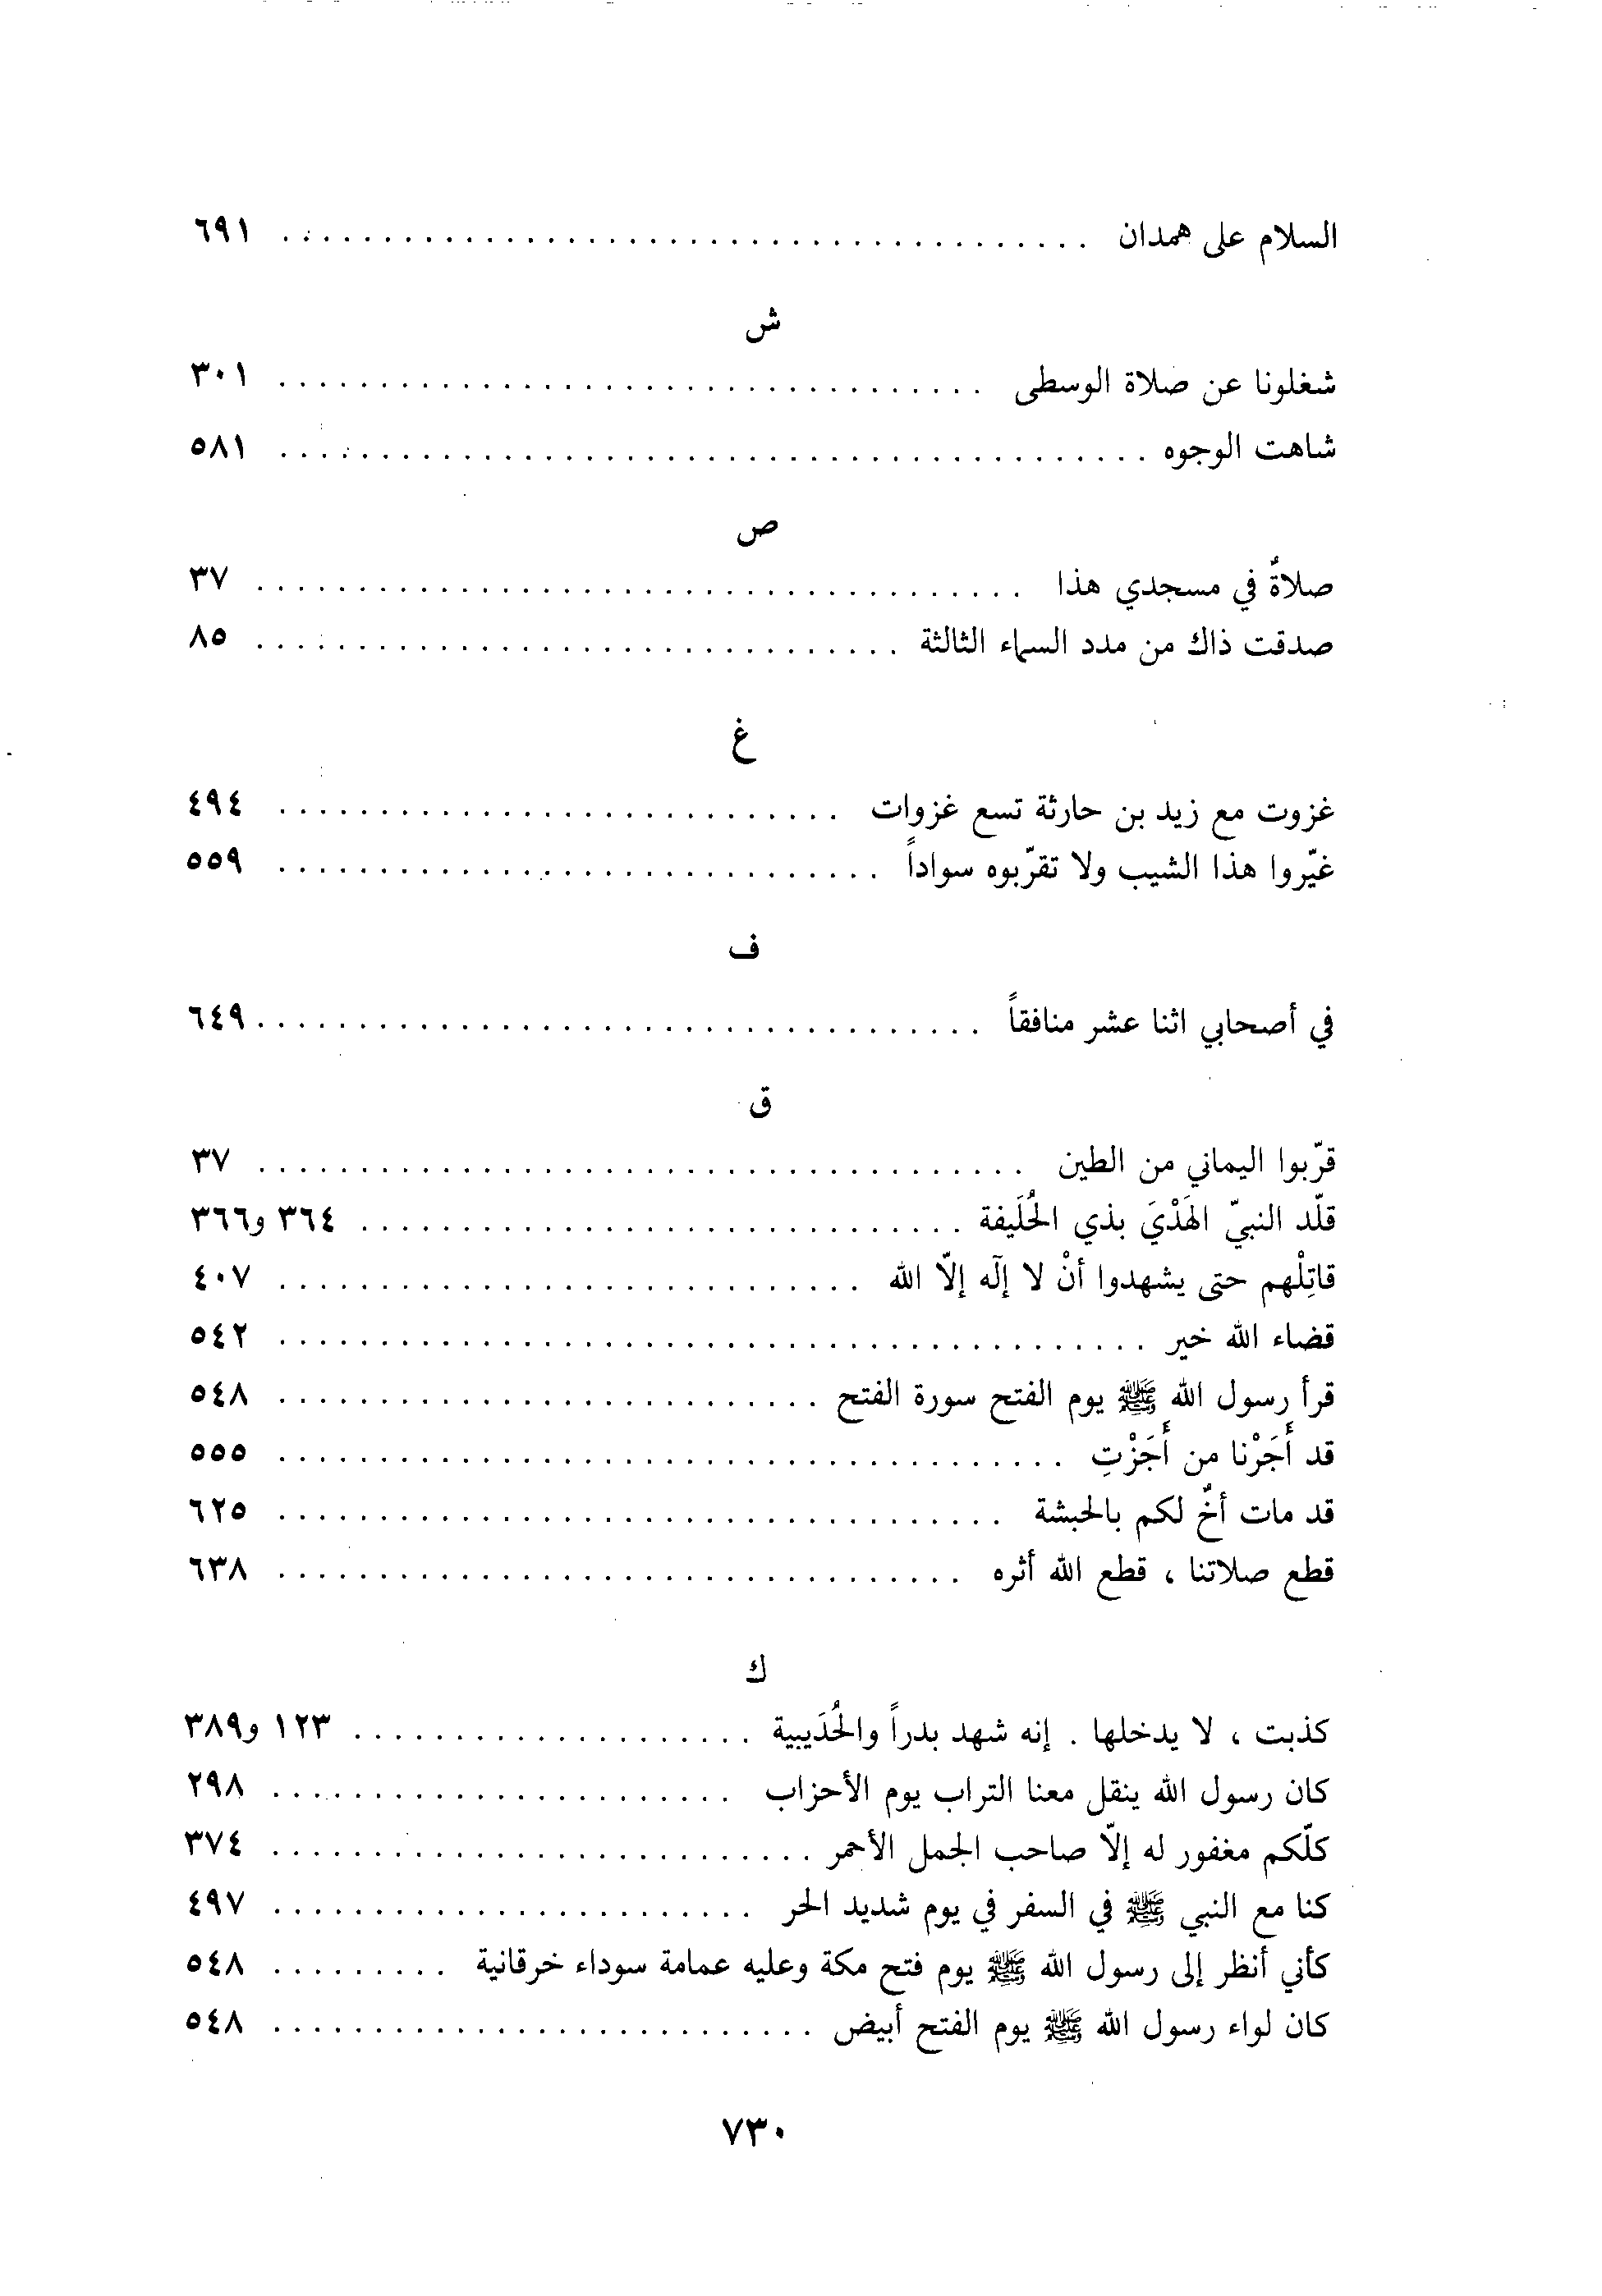 السلام على همدان ........................................ ٦٩١
ش
شغلونا عن صلاة الوسطى ................................... ٣٠١
شاهت الوجوه ........................................... ٥٨١
ص
صلاةٌ في مسجدي هذا ...................................... ٣٧
صدقت ذاك من مدد السماء الثالثة ................................ ٨٥
غ
غزوت مع زيد بن حارثة تسع غزوات ............................ ٤٩٤
غيّروا هذا الشيب ولا تقرّبوه سواداً .............................. ٥٥٩
ف
في أصحابي اثنا عشر منافقاً .................................... ٦٤٩
ق
قرّبوا اليماني من الطين ...................................... ٣٧
قلّد النبيّ الهَدْيَ بذي الحُلَيفة .............................. ٣٦٤ و٣٦٦
قاتِلْهم حتى يشهدوا أنْ لا إلٓه إلاّ الله ............................. ٤٠٧
قضاء الله خير ........................................... ٥٤٢
قرأ رسول الله ﷺ يوم الفتح سورة الفتح ........................... ٥٤٨
قد أَجَرْنا من أَجَرْتِ ....................................... ٥٥٥
قد مات أخٌ لكم بالحبشة .................................... ٦٢٥
قطع صلاتنا ، قطع الله أثره .................................. ٦٣٨
ك
كذبت ، لا يدخلها . إنه شهد بدراً والحُدَيبية .................... ١٢٣ و٣٨٩
كان رسول الله ينقل معنا التراب يوم الأحزاب ....................... ٢٩٨
كلّكم مغفور له إلاّ صاحب الجمل الأحمر ........................... ٣٧٤
كنا مع النبي ﷺ في السفر في يوم شديد الحر ........................ ٤٩٧
كأني أنظر إلى رسول الله ﷺ يوم فتح مكة وعليه عمامة سوداء خرقانية ......... ٥٤٨
كان لواء رسول الله ﷺ يوم الفتح أبيض ........................... ٥٤٨
٧٣٠